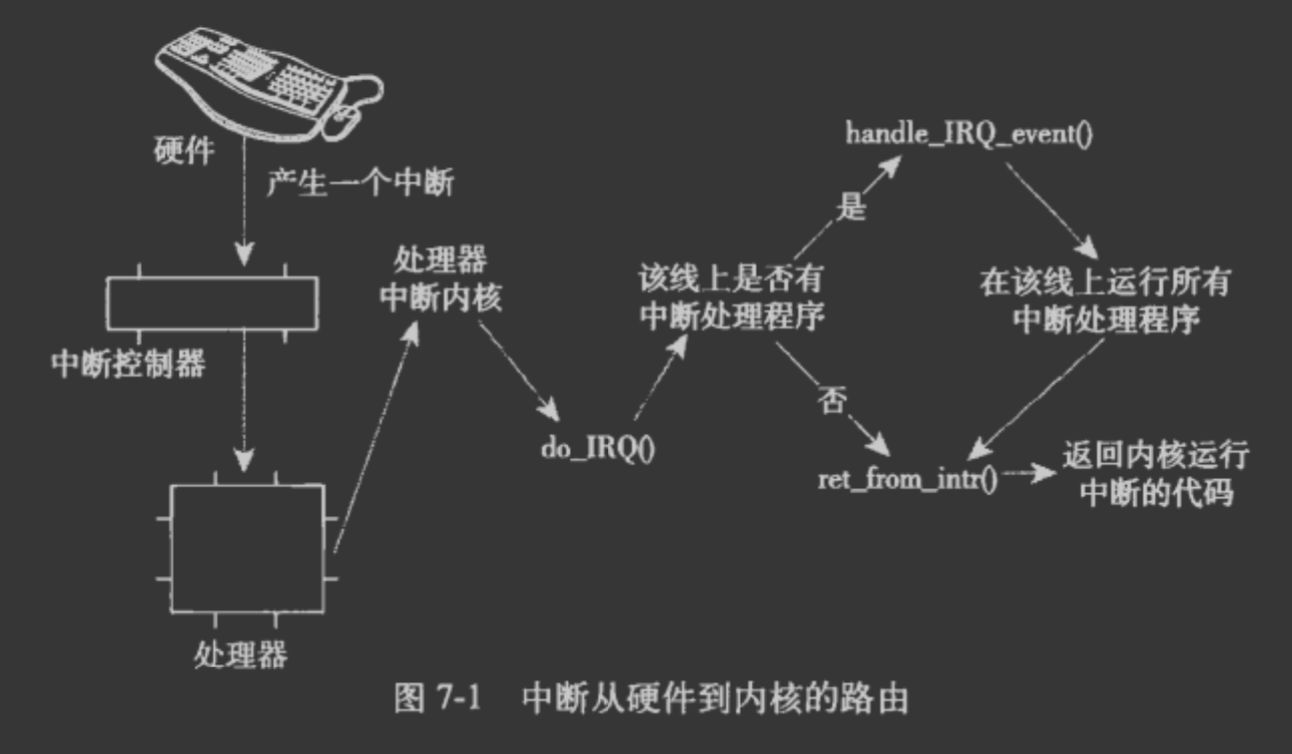 硬件
产生一个中断
中断控制器
处理器
处理器
中断内核
do_IRQ()
该线上是否有
中断处理程序
是
handle_IRQ_event()
在该线上运行所有
中断处理程序
否
ret_from_intr()
返回内核运行
中断的代码
图 7-1 中断从硬件到内核的路由